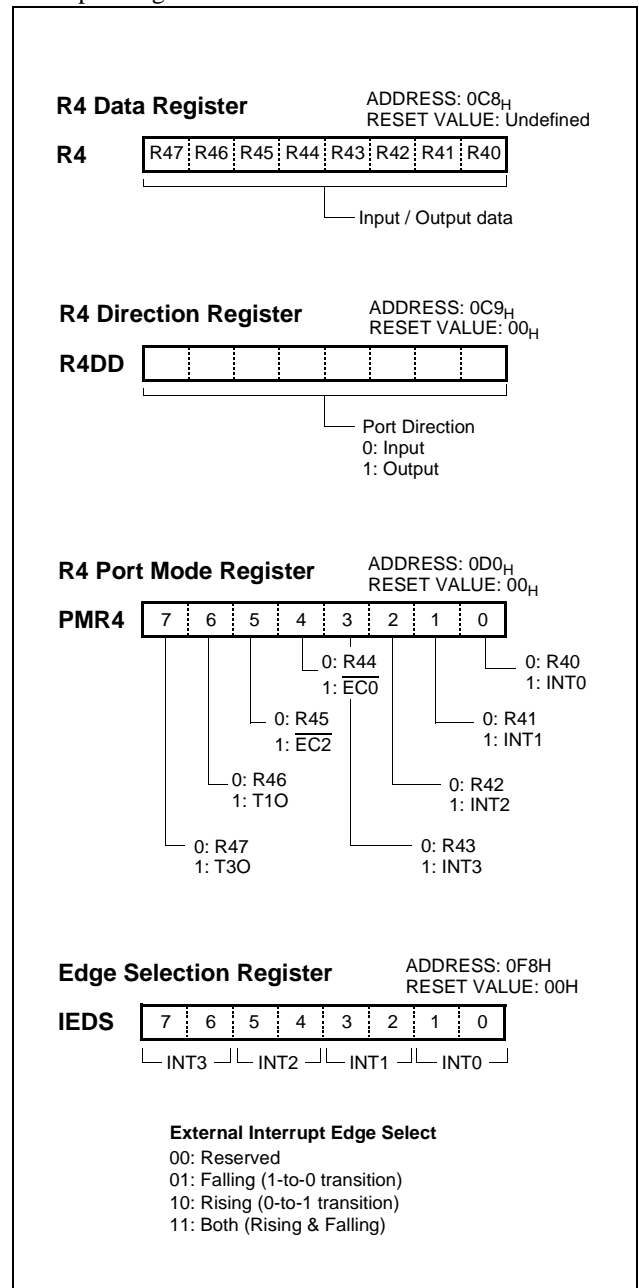 R4 Data Register
ADDRESS: 0C8H
RESET VALUE: Undefined
R4
R47 R46 R45 R44 R43 R42 R41 R40
Input / Output data
R4 Direction Register
ADDRESS: 0C9H
RESET VALUE: 00H
R4DD
Port Direction
0: Input
1: Output
R4 Port Mode Register
ADDRESS: 0D0H
RESET VALUE: 00H
PMR4
7 6 5 4 3 2 1 0
0: R44
1: EC0
0: R40
1: INT0
0: R45
1: EC2
0: R41
1: INT1
0: R46
1: T1O
0: R42
1: INT2
0: R47
1: T3O
0: R43
1: INT3
Edge Selection Register
ADDRESS: 0F8H
RESET VALUE: 00H
IEDS
7 6 5 4 3 2 1 0
INT3 INT2 INT1 INT0
External Interrupt Edge Select
00: Reserved
01: Falling (1-to-0 transition)
10: Rising (0-to-1 transition)
11: Both (Rising & Falling)